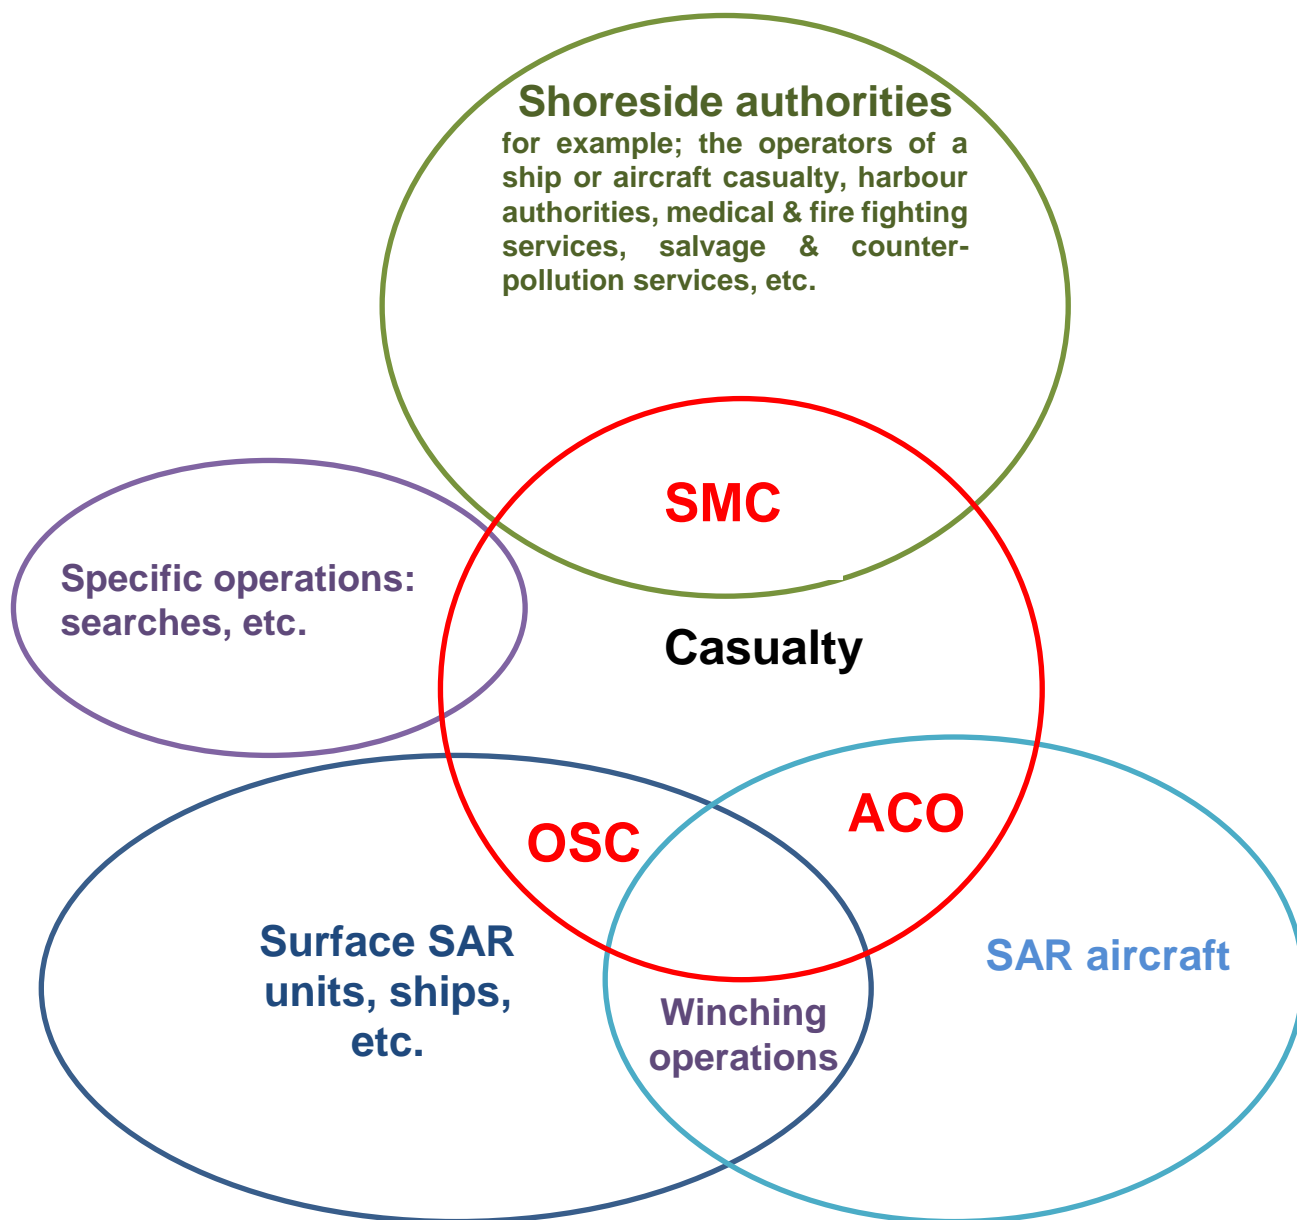 Shoreside authorities
for example; the operators of a
ship or aircraft casualty, harbour
authorities, medical & fire fighting
services, salvage & counter-
pollution services, etc.
SMC
Specific operations:
searches, etc.
Casualty
ACO
OSC
Surface SAR
units, ships,
etc.
SAR aircraft
Winching
operations